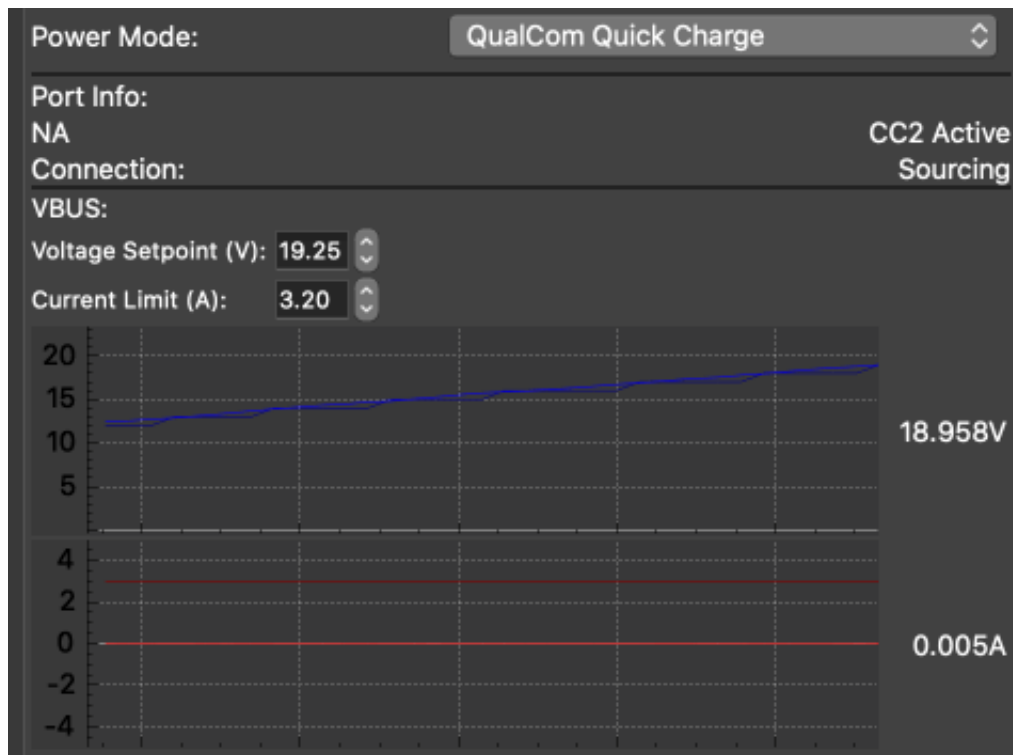 Power Mode: QualCom Quick Charge
Port Info:
NA CC2 Active
Connection: Sourcing
VBUS:
Voltage Setpoint (V): 19.25
Current Limit (A): 3.20
20
15
10
5
18.958V
4
2
0
-2
-4
0.005A